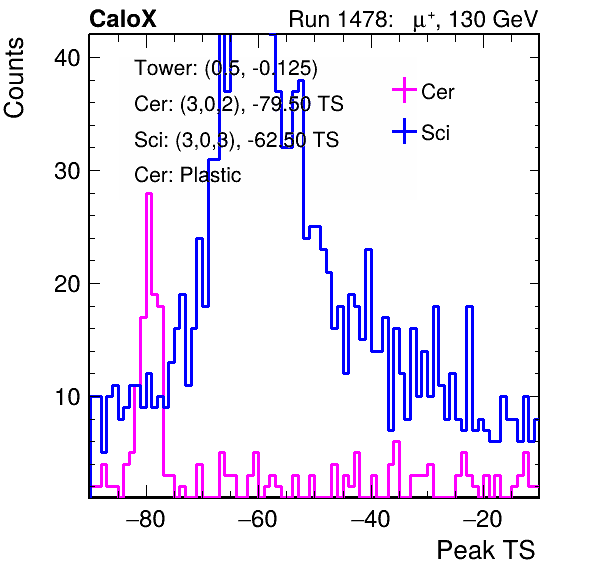 CaloX Run 1478: μ⁺, 130 GeV
Counts
40
30
20
10
Tower: (0.5, -0.125)
Cer: (3,0,2), -79.50 TS
Sci: (3,0,3), -62.50 TS
Cer: Plastic
Cer
Sci
−80 −60 −40 −20
Peak TS